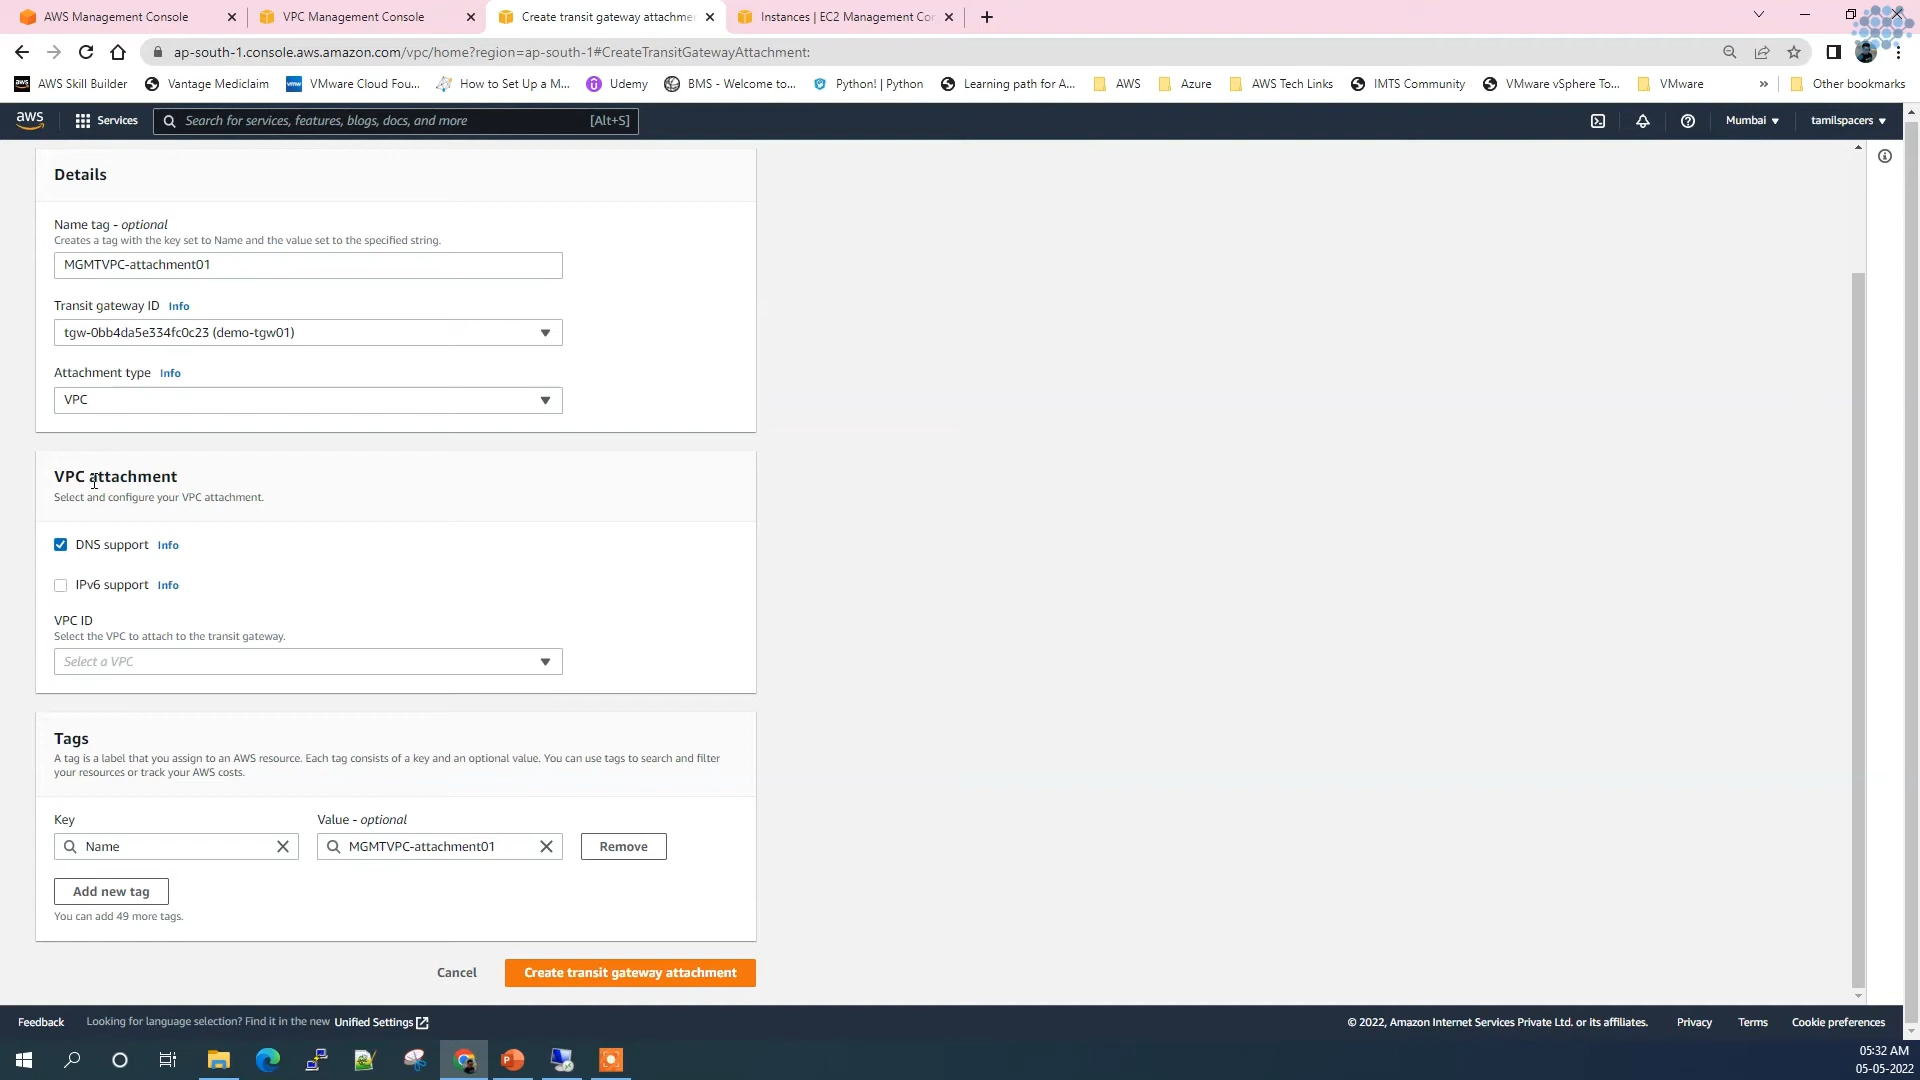 AWS Management Console
VPC Management Console
Create transit gateway attachmen
Instances | EC2 Management Con
ap-south-1.console.aws.amazon.com/vpc/home?region=ap-south-1#CreateTransitGatewayAttachment:
AWS Skill Builder
Vantage Mediclaim
VMware Cloud Fou...
How to Set Up a M...
Udemy
BMS - Welcome to...
Python! | Python
Learning path for A...
AWS
Azure
AWS Tech Links
IMTS Community
VMware vSphere To...
VMware
»
Other bookmarks
aws
Services
Search for services, features, blogs, docs, and more
[Alt+S]
Mumbai
tamilspacers
Details
Name tag - optional
Creates a tag with the key set to Name and the value set to the specified string.
MGMTVPC-attachment01
Transit gateway ID Info
tgw-0bb4da5e334fc0c23 (demo-tgw01)
Attachment type Info
VPC
VPC attachment
Select and configure your VPC attachment.
DNS support Info
IPv6 support Info
VPC ID
Select the VPC to attach to the transit gateway.
Select a VPC
Tags
A tag is a label that you assign to an AWS resource. Each tag consists of a key and an optional value. You can use tags to search and filter
your resources or track your AWS costs.
Key
Value - optional
Name
MGMTVPC-attachment01
Remove
Add new tag
You can add 49 more tags.
Cancel
Create transit gateway attachment
Feedback
Looking for language selection? Find it in the new Unified Settings
© 2022, Amazon Internet Services Private Ltd. or its affiliates.
Privacy
Terms
Cookie preferences
05:32 AM
05-05-2022